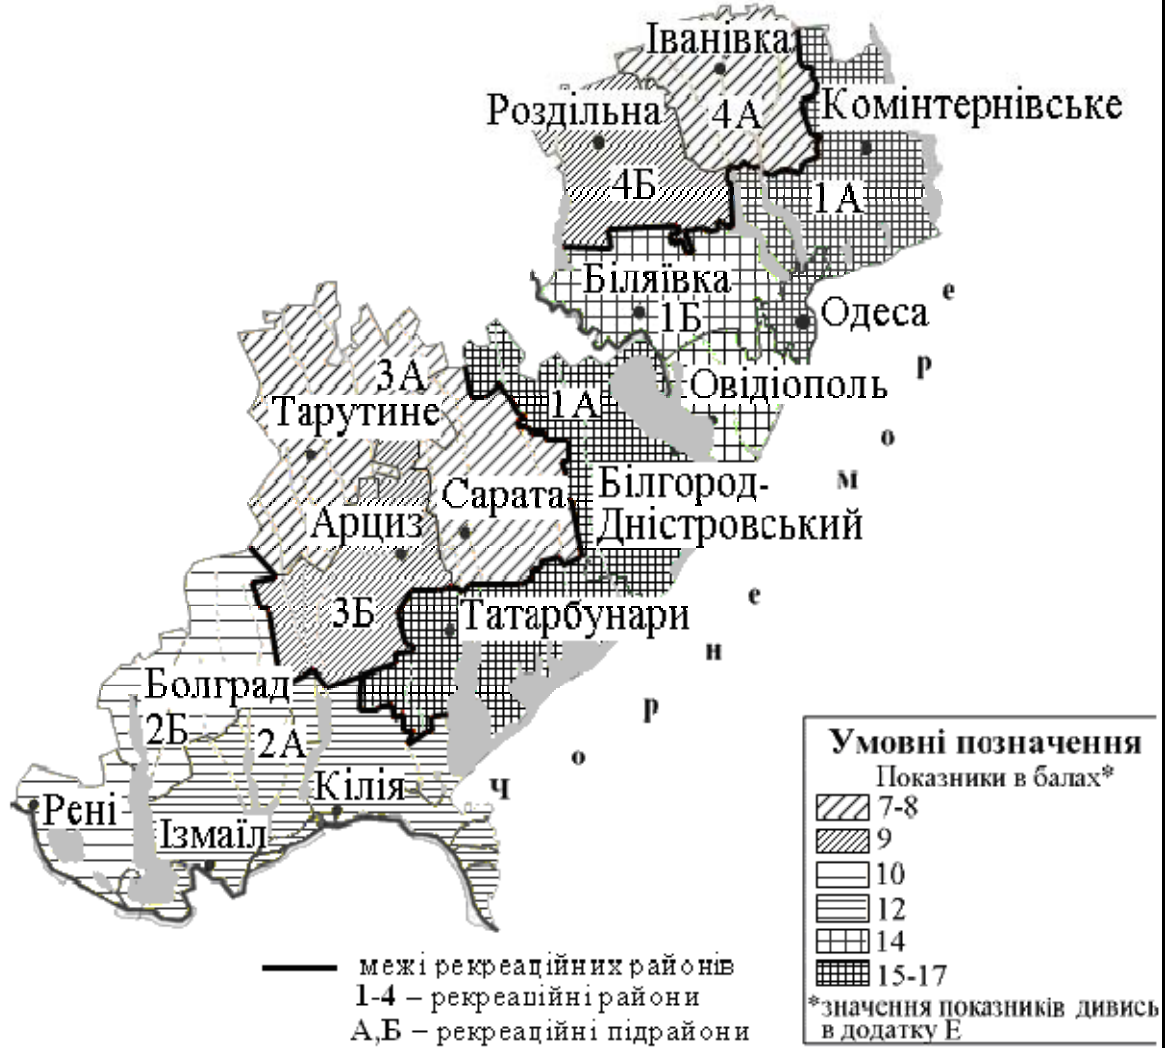 Іванівка
Роздільна
4А
Комінтернівське
4Б
1А
Біляївка
1Б
Одеса
3А
Овідіополь
Тарутине
1А
Сарата
Білгород-
Дністровський
Арциз
3Б
Татарбунари
Болград
2Б
2А
Кілія
Рені
Ізмаїл
Ч о р н е м о р е
Умовні позначення
Показники в балах*
7-8
9
10
12
14
15-17
*значення показників дивись
в додатку Е
межі рекреаційних районів
1-4 – рекреаційні райони
А,Б – рекреаційні підрайони